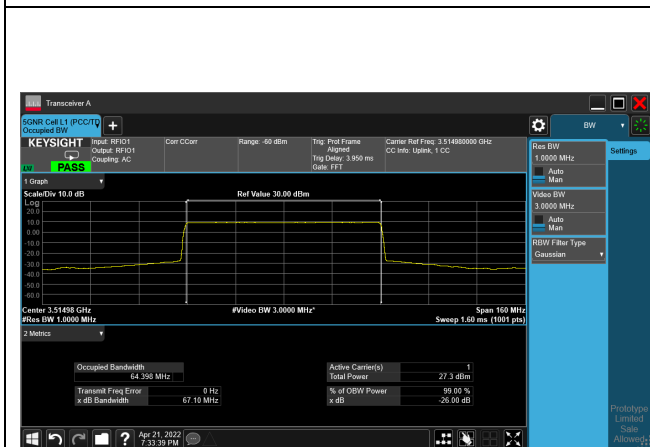 Transceiver A
5GNR Cell L1 (PCC/TD
Occupied BW
BW
KEYSIGHT
PASS
Input: RFIO1
Output: RFIO1
Coupling: AC
Corr CCorr
Range: -60 dBm
Trig: Prot Frame
Aligned
Trig Delay: 3.950 ms
Gate: FFT
Carrier Ref Freq: 3.514980000 GHz
CC Info: Uplink, 1 CC
Res BW
1.0000 MHz
Auto
Man
Settings
Video BW
3.0000 MHz
Auto
Man
RBW Filter Type
Gaussian
1 Graph
Scale/Div 10.0 dB
Ref Value 30.00 dBm
Log
20.0
10.0
0.00
-10.0
-20.0
-30.0
-40.0
-50.0
-60.0
Center 3.51498 GHz
#Video BW 3.0000 MHz*
Span 160 MHz
#Res BW 1.0000 MHz
Sweep 1.60 ms (1001 pts)
2 Metrics
Occupied Bandwidth
64.398 MHz
Active Carrier(s) 1
Total Power 27.3 dBm
Transmit Freq Error 0 Hz
x dB Bandwidth 67.10 MHz
% of OBW Power 99.00 %
x dB -26.00 dB
Prototype
Limited
Sale
Allowed
Apr 21, 2022
7:33:39 PM